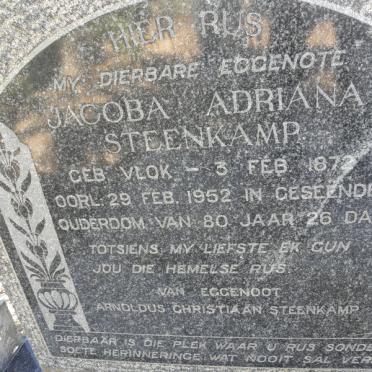 HIER RUS
MY DIERBARE EGGENOTE
JACOBA ADRIANA
STEENKAMP
GEB VLOK - 3 FEB 1872
OORL. 29 FEB. 1952 IN GESEENDE
OUDERDOM VAN 80 JAAR 26 DA
TOTSIENS MY LIEFSTE EK GUN
JOU DIE HEMELSE RUS.
VAN EGGENOOT
ARNOLDUS CHRISTIAAN STEENKAMP
DIERBAAR IS DIE PLEK WAAR U RUS SONDE
SOFTE HERINNERINGE WAT NOOIT SAL VER